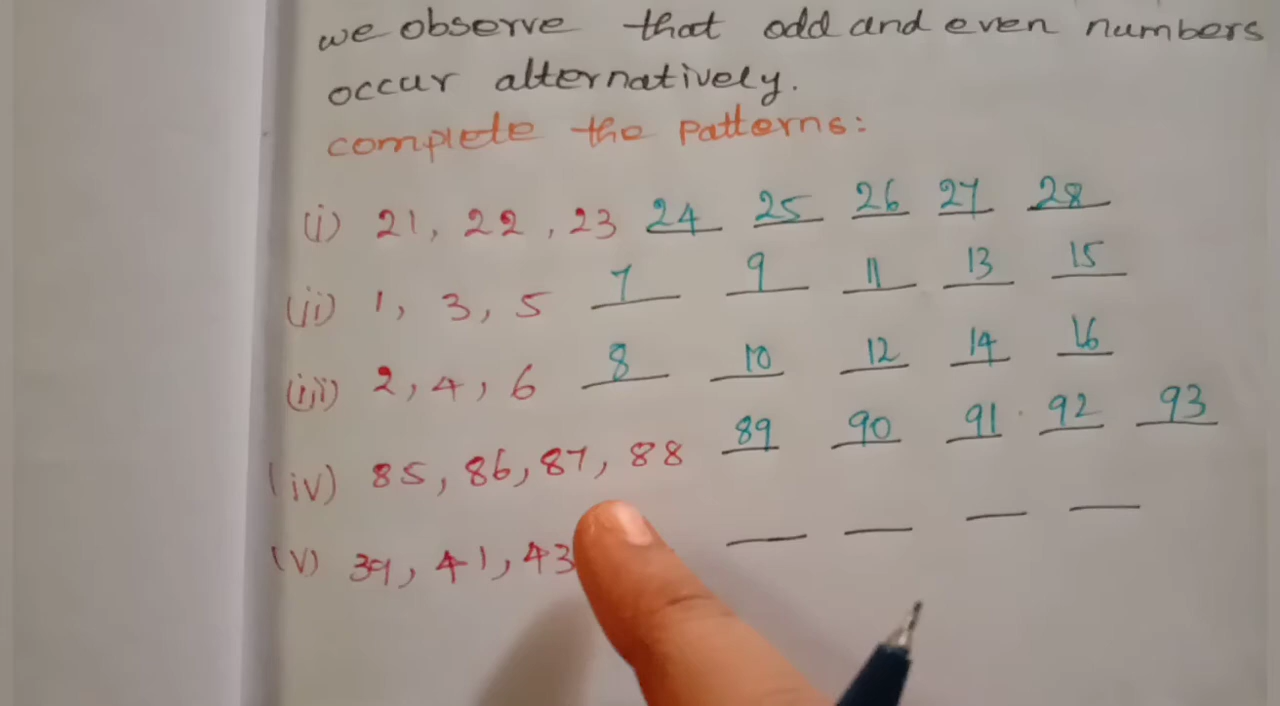 we observe that odd and even numbers
occur alternatively.
complete the patterns:
(i) 21, 22, 23 24 25 26 27 28
(ii) 1, 3, 5 7 9 11 13 15
(iii) 2, 4, 6 8 10 12 14 16
(iv) 85, 86, 87, 88 89 90 91 92 93
(v) 39, 41, 43